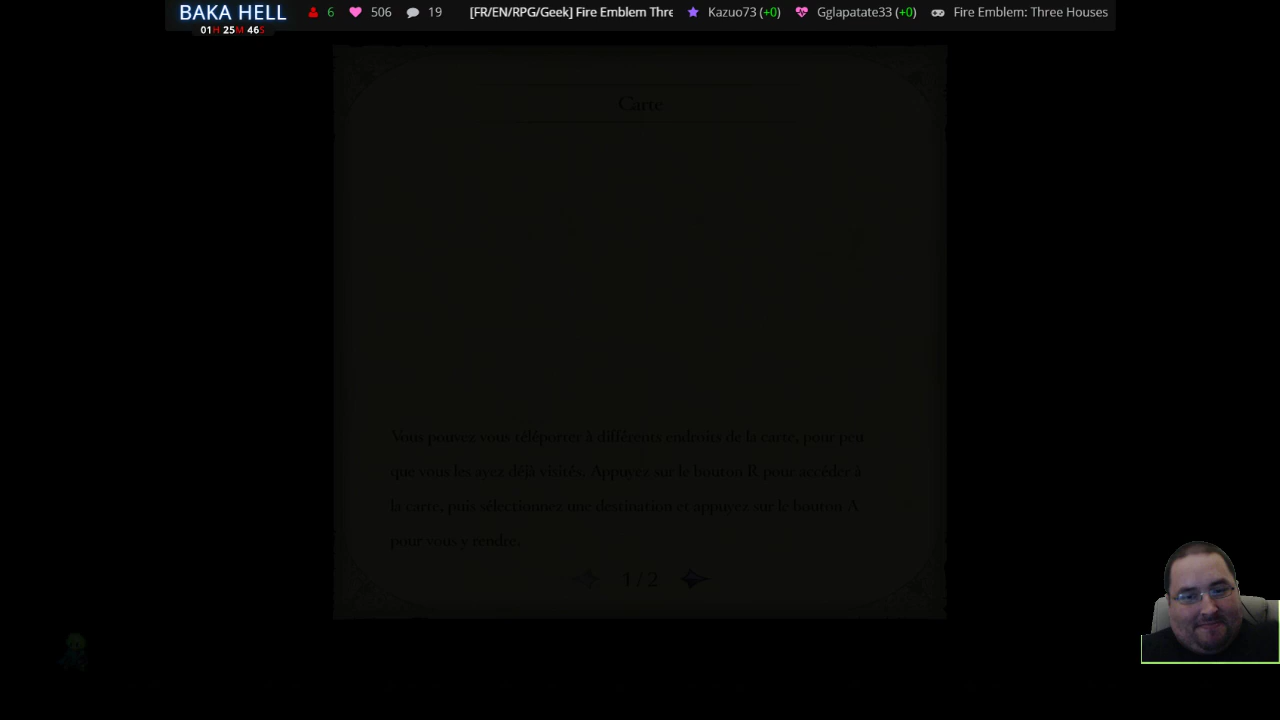 BAKA HELL
01H 25M 46S
6 506 19 [FR/EN/RPG/Geek] Fire Emblem Thre Kazuo73 (+0) Gglapatate33 (+0) Fire Emblem: Three Houses
Carte
Vous pouvez vous téléporter à différents endroits de la carte, pour peu
que vous les ayez déjà visités. Appuyez sur le bouton R pour accéder à
la carte, puis sélectionnez une destination et appuyez sur le bouton A
pour vous y rendre.
1 / 2